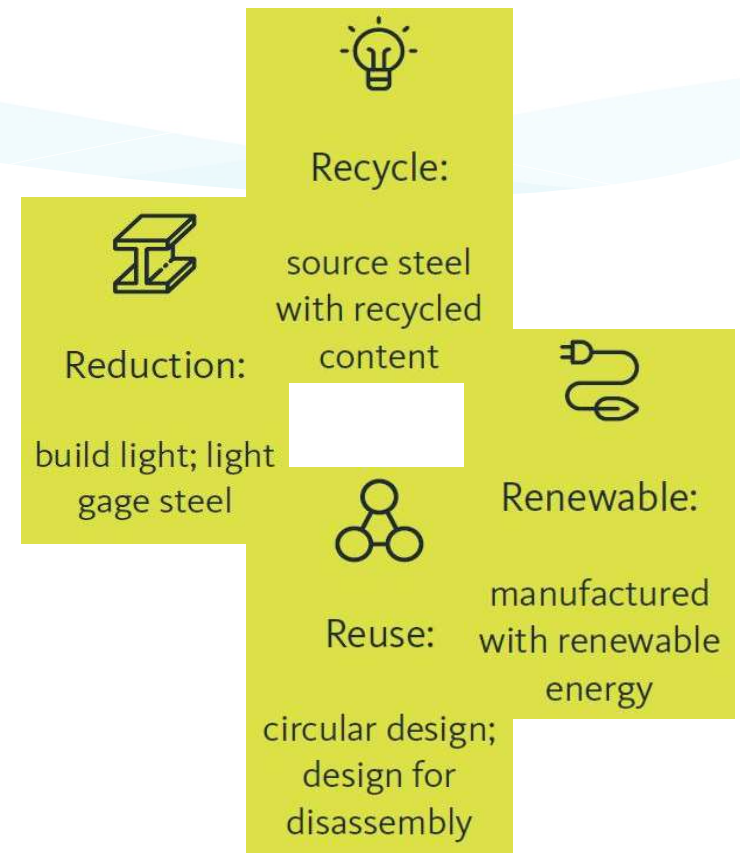 Recycle:
source steel
with recycled
content
Reduction:
build light; light
gage steel
Renewable:
manufactured
with renewable
energy
Reuse:
circular design;
design for
disassembly